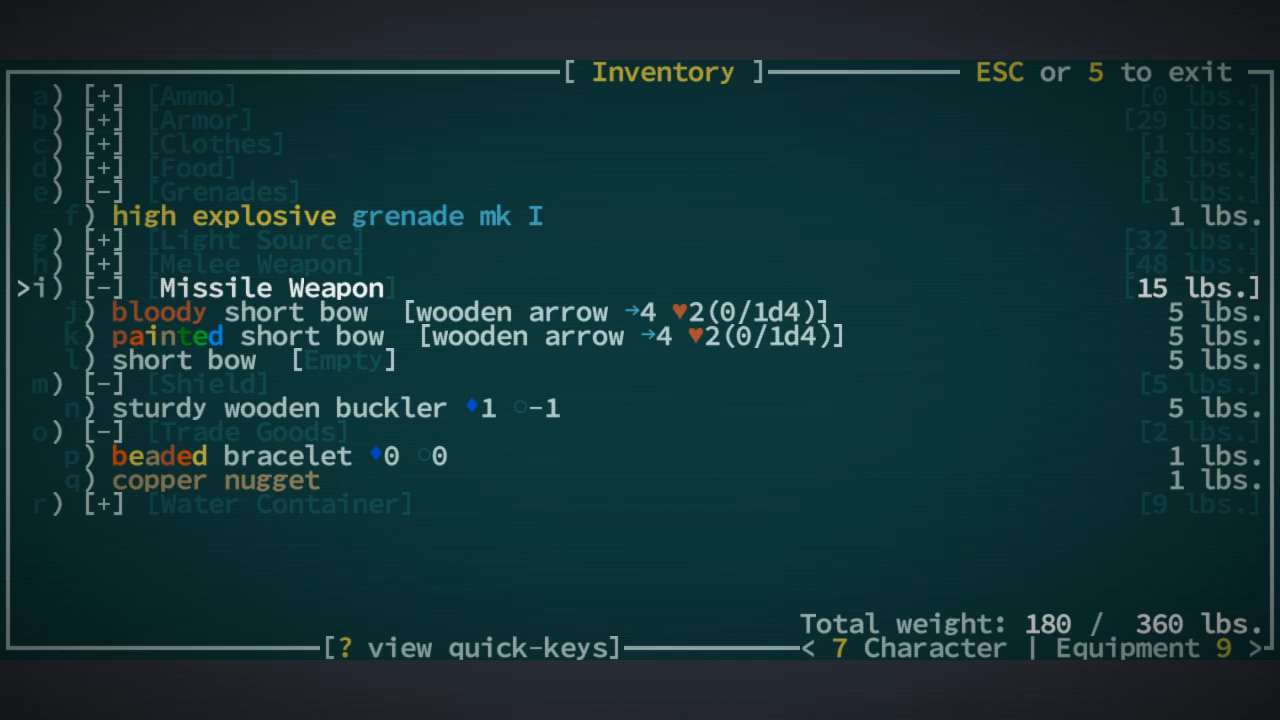 [ Inventory ] ESC or 5 to exit
a) [+] [Ammo] [0 lbs.]
b) [+] [Armor] [29 lbs.]
c) [+] [Clothes] [1 lbs.]
d) [+] [Food] [8 lbs.]
e) [-] [Grenades] [1 lbs.]
f) high explosive grenade mk I 1 lbs.
g) [+] [Light Source] [32 lbs.]
h) [+] [Melee Weapon] [48 lbs.]
>i) [-] [Missile Weapon] [15 lbs.]
j) bloody short bow [wooden arrow →4 ♥2(0/1d4)] 5 lbs.
k) painted short bow [wooden arrow →4 ♥2(0/1d4)] 5 lbs.
l) short bow [Empty] 5 lbs.
m) [-] [Shield] [5 lbs.]
n) sturdy wooden buckler ♦1 ○-1 5 lbs.
o) [-] [Trade Goods] [2 lbs.]
p) beaded bracelet ♦0 ○0 1 lbs.
q) copper nugget 1 lbs.
r) [+] [Water Container] [9 lbs.]
Total weight: 180 / 360 lbs.
[? view quick-keys] < 7 Character | Equipment 9 >